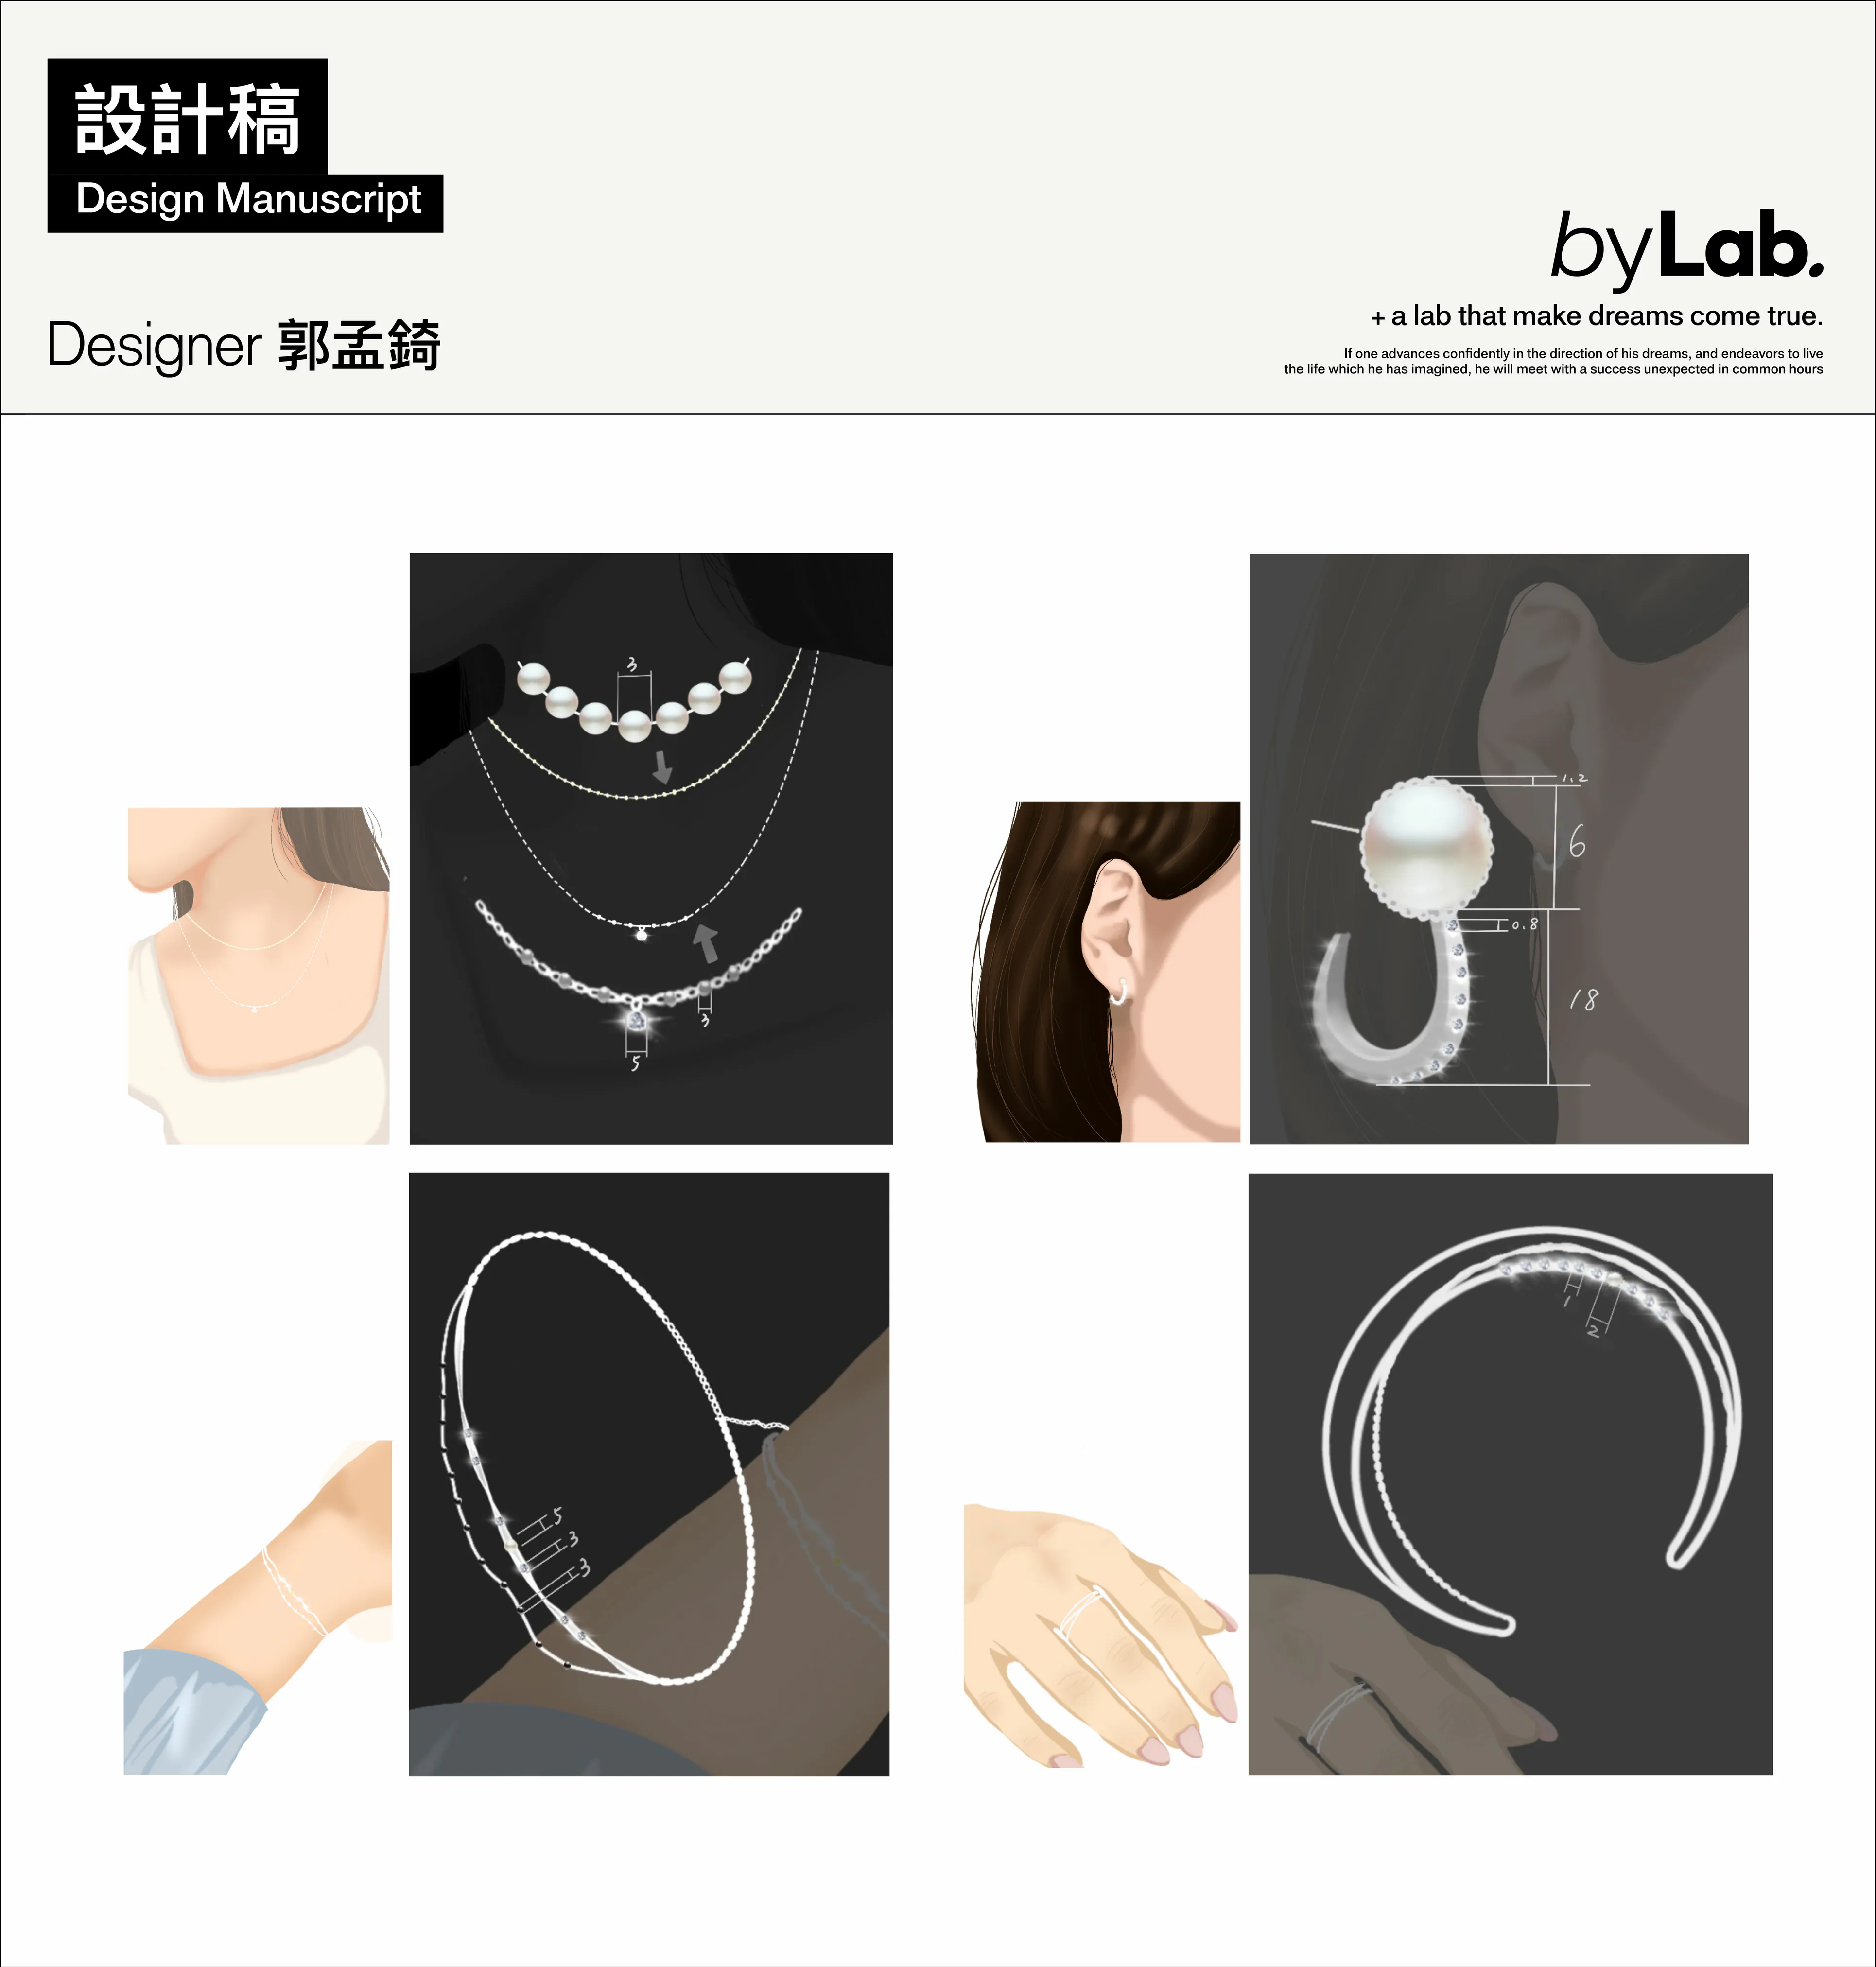 設計稿
Design Manuscript
Designer 郭孟錡
byLab.
+ a lab that make dreams come true.
If one advances confidently in the direction of his dreams, and endeavors to live
the life which he has imagined, he will meet with a success unexpected in common hours
3
3
5
1.2
6
0.8
18
5
3
3
1
2